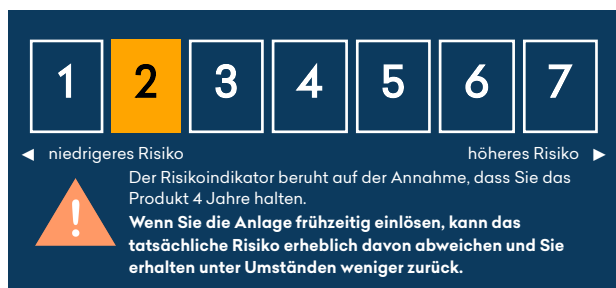 1 2 3 4 5 6 7
◄ niedrigeres Risiko höheres Risiko ►
Der Risikoindikator beruht auf der Annahme, dass Sie das
Produkt 4 Jahre halten.
!
Wenn Sie die Anlage frühzeitig einlösen, kann das
tatsächliche Risiko erheblich davon abweichen und Sie
erhalten unter Umständen weniger zurück.